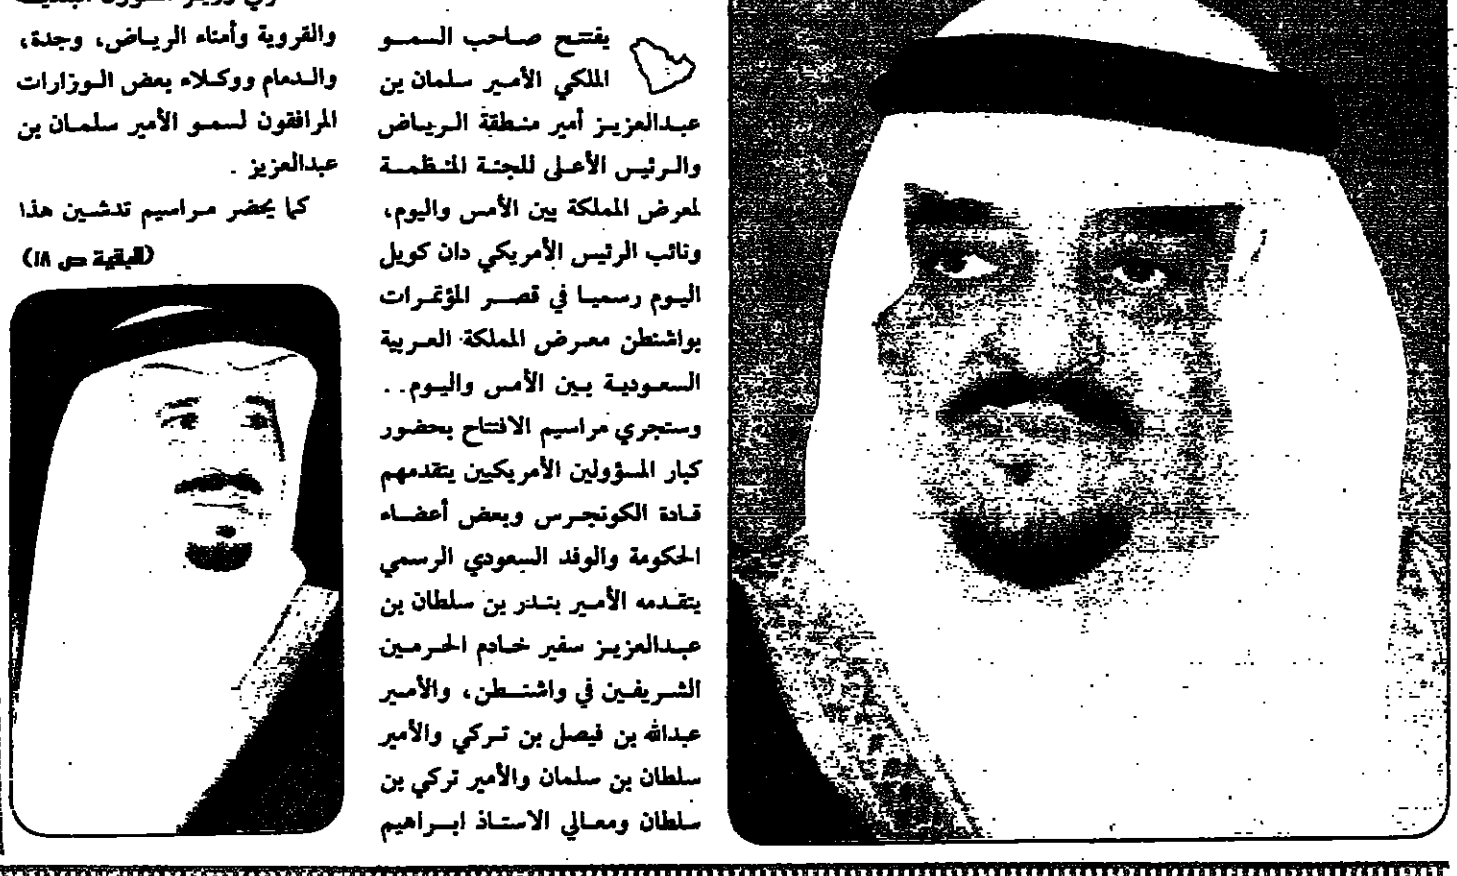 يفتتح صاحب السمو
الملكي الأمير سلمان بن
عبدالعزيز أمير منطقة الرياض
والرئيس الأعلى للجنة المنظمة
لمعرض المملكة بين الأمس واليوم،
ونائب الرئيس الأمريكي دان كويل
اليوم رسميا في قصر المؤتمرات
بواشنطن معرض المملكة العربية
السعودية بين الأمس واليوم..
وستجري مراسيم الافتتاح بحضور
كبار المسؤولين الأمريكيين يتقدمهم
قادة الكونجرس وبعض أعضاء
الحكومة والوفد السعودي الرسمي
يتقدمه الأمير بندر بن سلطان بن
عبدالعزيز سفير خادم الحرمين
الشريفين في واشنطن، والأمير
عبدالله بن فيصل بن تركي والأمير
سلطان بن سلمان والأمير تركي بن
سلطان ومعالي الاستاذ ابراهيم
والقروية وأمناء الرياض، وجدة،
والدمام ووكلاء بعض الوزارات
المرافقون لسمو الأمير سلمان بن
عبدالعزيز .
كما يحضر مراسيم تدشين هذا
(البقية ص ١٨)